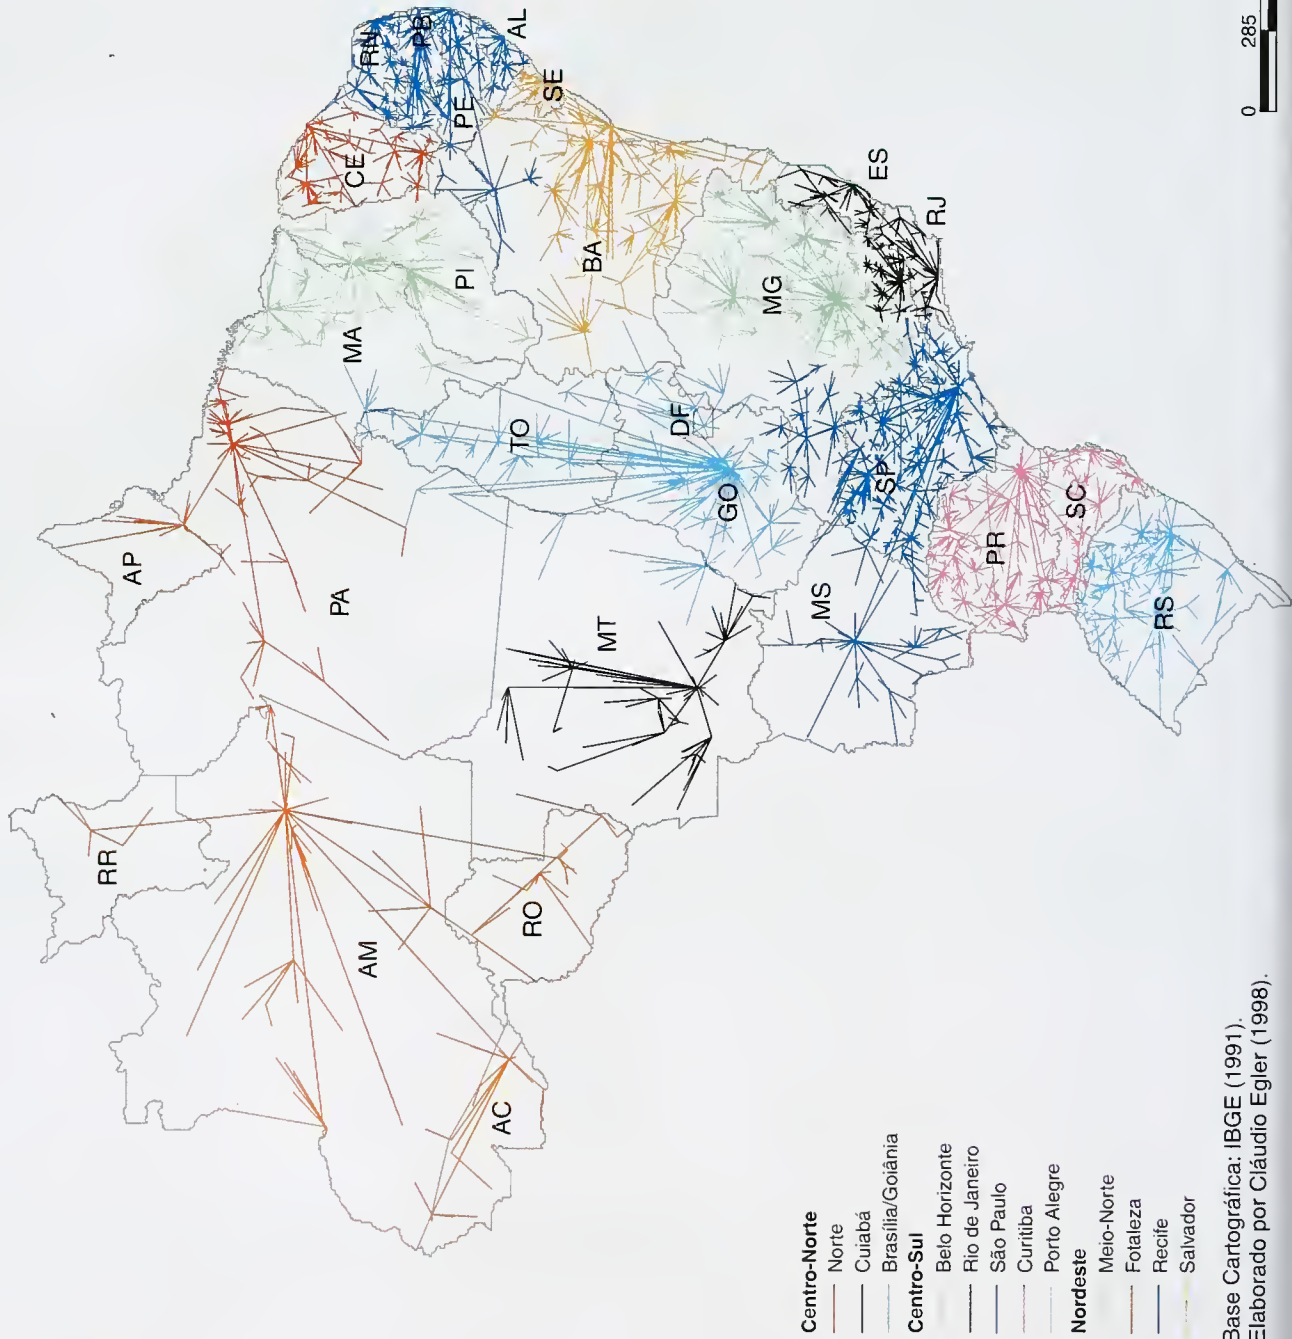 RN
PB
AL
PE
SE
CE
BA
ES
RJ
PI
MG
MA
TO
DF
GO
SP
AP
PA
MT
MS
PR
SC
RS
RR
AM
RO
AC
0 285
Centro-Norte
Norte
Cuiabá
Brasília/Goiânia
Centro-Sul
Belo Horizonte
Rio de Janeiro
São Paulo
Curitiba
Porto Alegre
Nordeste
Meio-Norte
Fotaleza
Recife
Salvador
Base Cartográfica: IBGE (1991).
Elaborado por Cláudio Egler (1998).